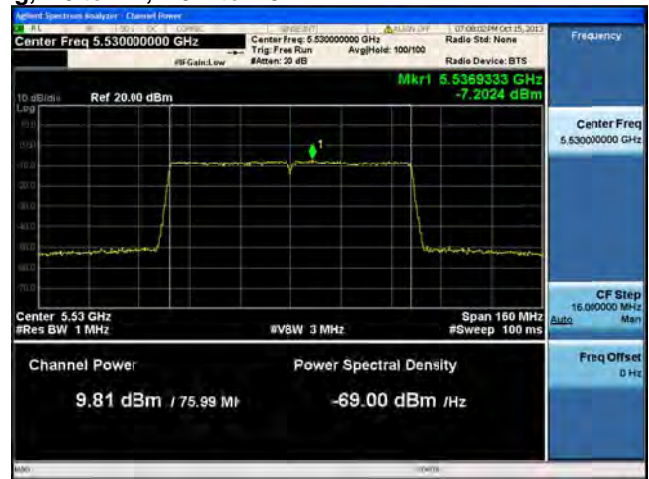 Agilent Spectrum Analyzer - Channel Power
Center Freq 5.530000000 GHz
Center Freq: 5.530000000 GHz
Trig: Free Run Avg|Hold: 100/100
#IFGain:Low #Atten: 20 dB
07:08:02PM Oct 15, 2013
Radio Std: None
Radio Device: BTS
Frequency
Mkr1 5.5369333 GHz
-7.2024 dBm
10 dB/div Ref 20.00 dBm
Log
1
Center Freq
5.530000000 GHz
Center 5.53 GHz Span 160 MHz
#Res BW 1 MHz #VBW 3 MHz #Sweep 100 ms
CF Step
16.000000 MHz
Auto Man
Channel Power Power Spectral Density
9.81 dBm / 75.99 MH -69.00 dBm /Hz
Freq Offset
0 Hz
MSG
STATUS